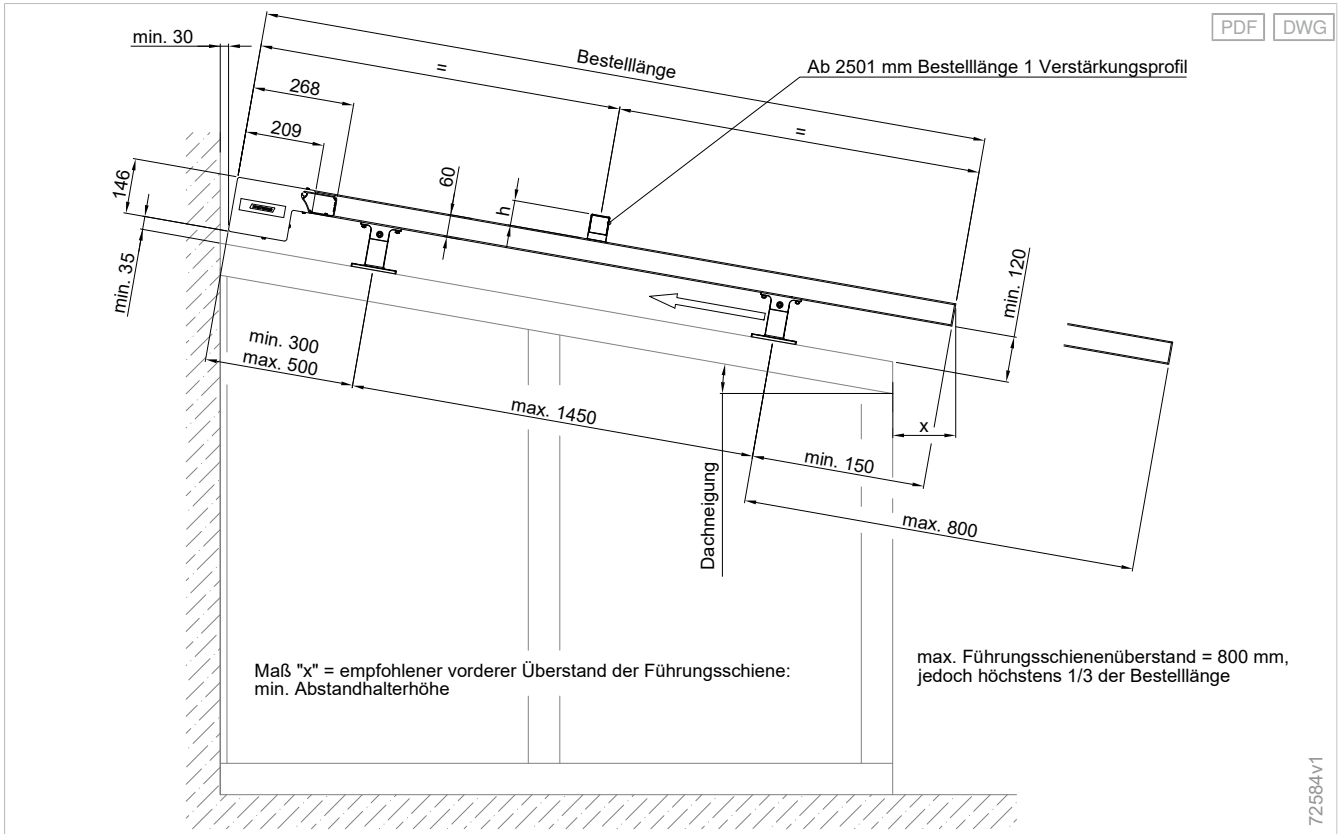 PDF
DWG
min. 30
Bestelllänge
Ab 2501 mm Bestelllänge 1 Verstärkungsprofil
=
268
=
209
146
60
h
min. 35
min. 120
min. 300
max. 500
max. 1450
x
min. 150
Dachneigung
max. 800
Maß "x" = empfohlener vorderer Überstand der Führungsschiene:
min. Abstandhalterhöhe
max. Führungsschienenüberstand = 800 mm,
jedoch höchstens 1/3 der Bestelllänge
72584v1